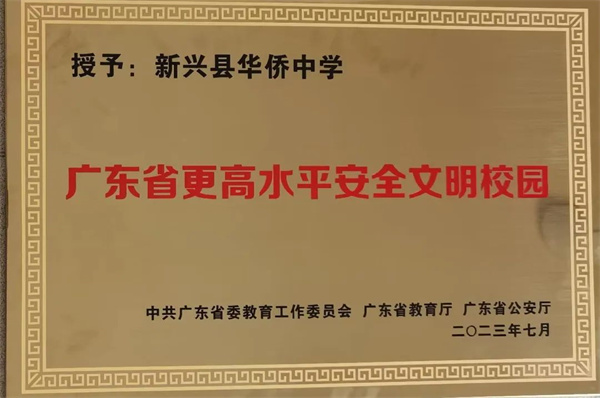 授予：新兴县华侨中学
广东省更高水平安全文明校园
中共广东省委教育工作委员会 广东省教育厅 广东省公安厅
二〇二三年七月